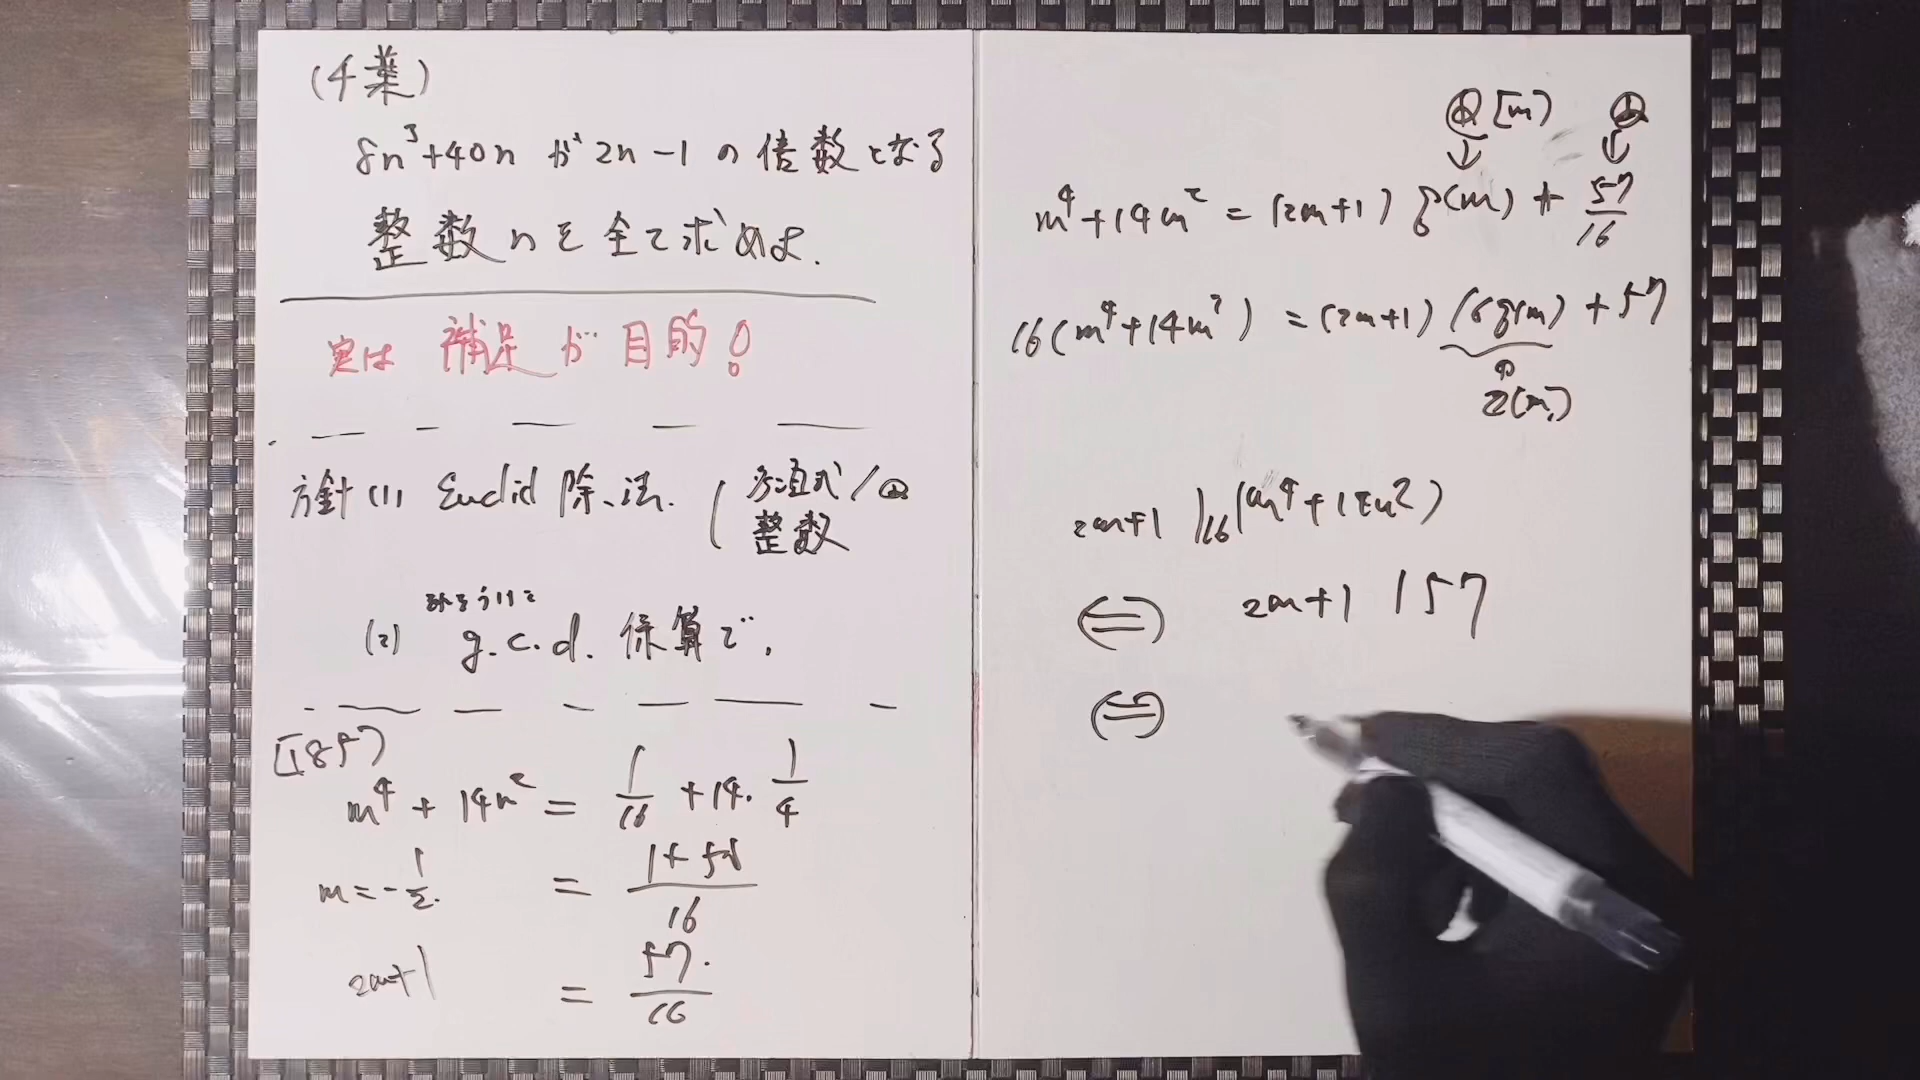 (千葉)
8n³+40n が 2n-1 の倍数となる
整数 n を全て求めよ.
実は 補足が目的!
方針 (1) Euclid 除法. ( 多項式/ℚ
整数
(2) g.c.d. 保算で,
[185)
m⁴ + 14m² = 1/16 + 14・1/4
m = -1/2. = 1+56/16
2m+1 = 57/16
ℚ[m) ℚ
↓ ↓
m⁴+14m² = (2m+1) q(m) + 57/16
16(m⁴+14m²) = (2m+1) 16q(m) + 57
ℤ(m)
2m+1 | 16(m⁴+14m²)
⇔ 2m+1 | 57
⇔